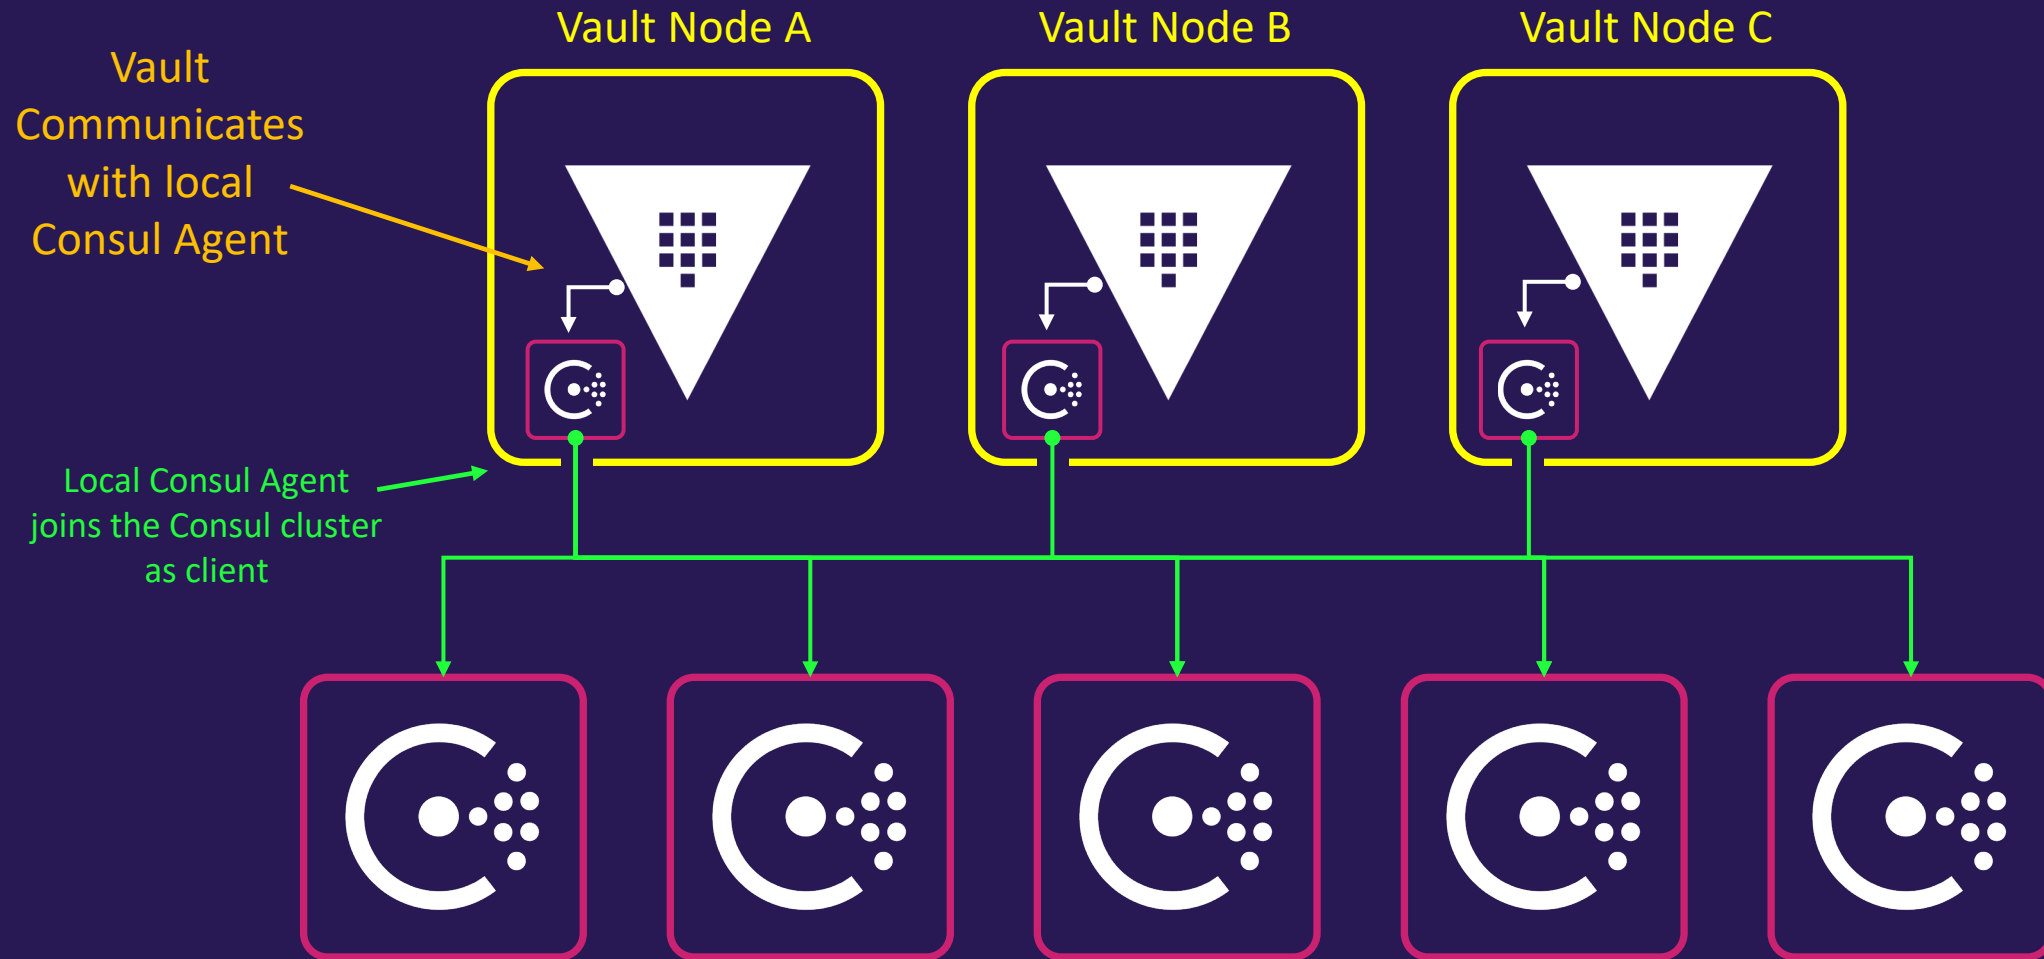 Vault Node A
Vault Node B
Vault Node C
Vault
Communicates
with local
Consul Agent
Local Consul Agent
joins the Consul cluster
as client